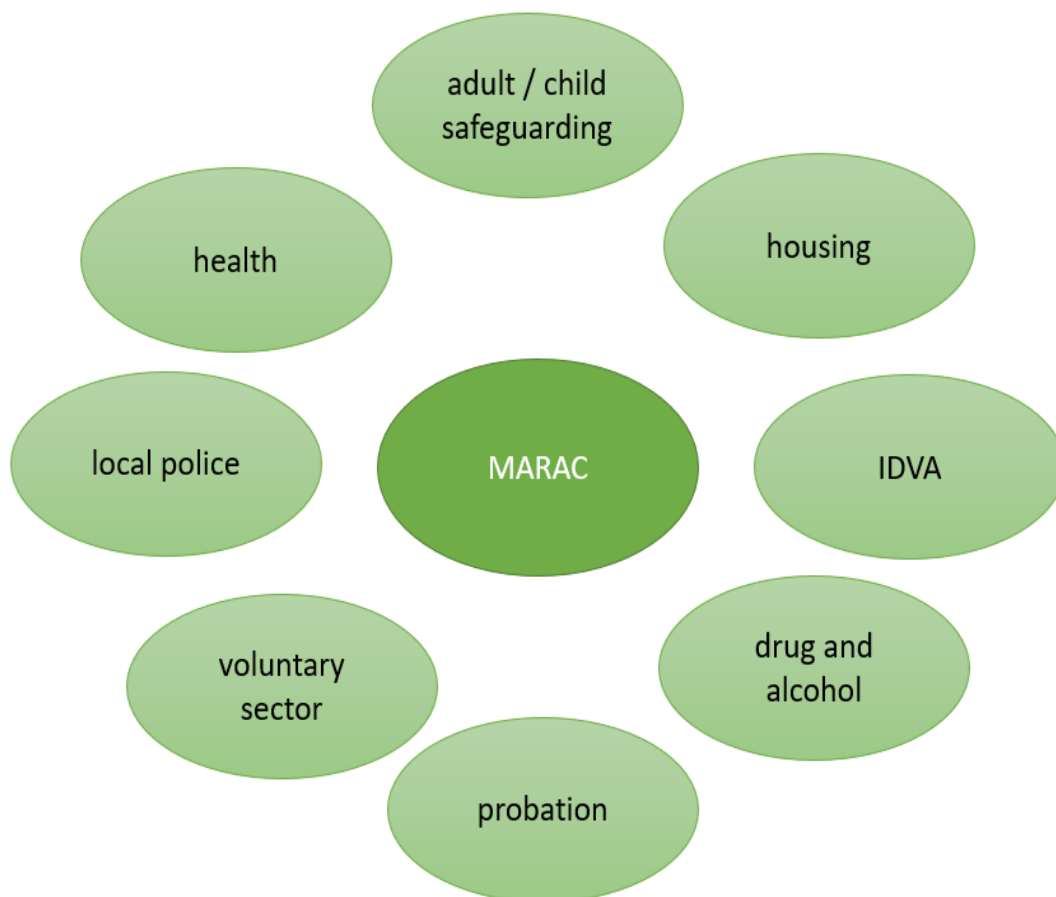 adult / child
safeguarding
health
housing
local police
MARAC
IDVA
voluntary
sector
drug and
alcohol
probation